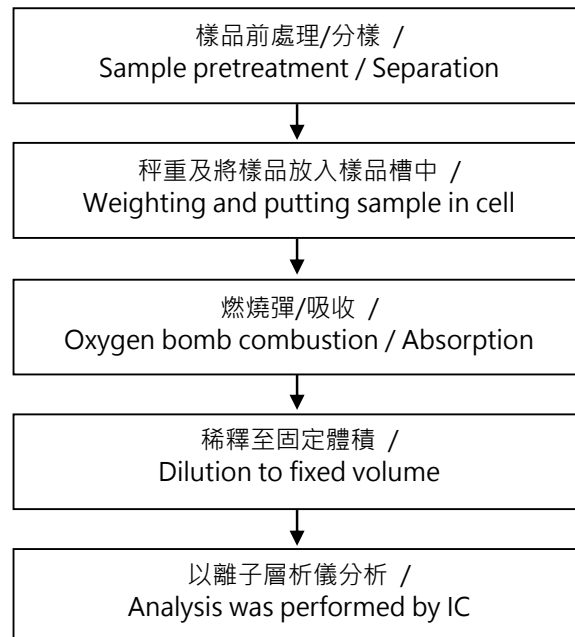 樣品前處理/分樣 /
Sample pretreatment / Separation
秤重及將樣品放入樣品槽中 /
Weighting and putting sample in cell
燃燒彈/吸收 /
Oxygen bomb combustion / Absorption
稀釋至固定體積 /
Dilution to fixed volume
以離子層析儀分析 /
Analysis was performed by IC